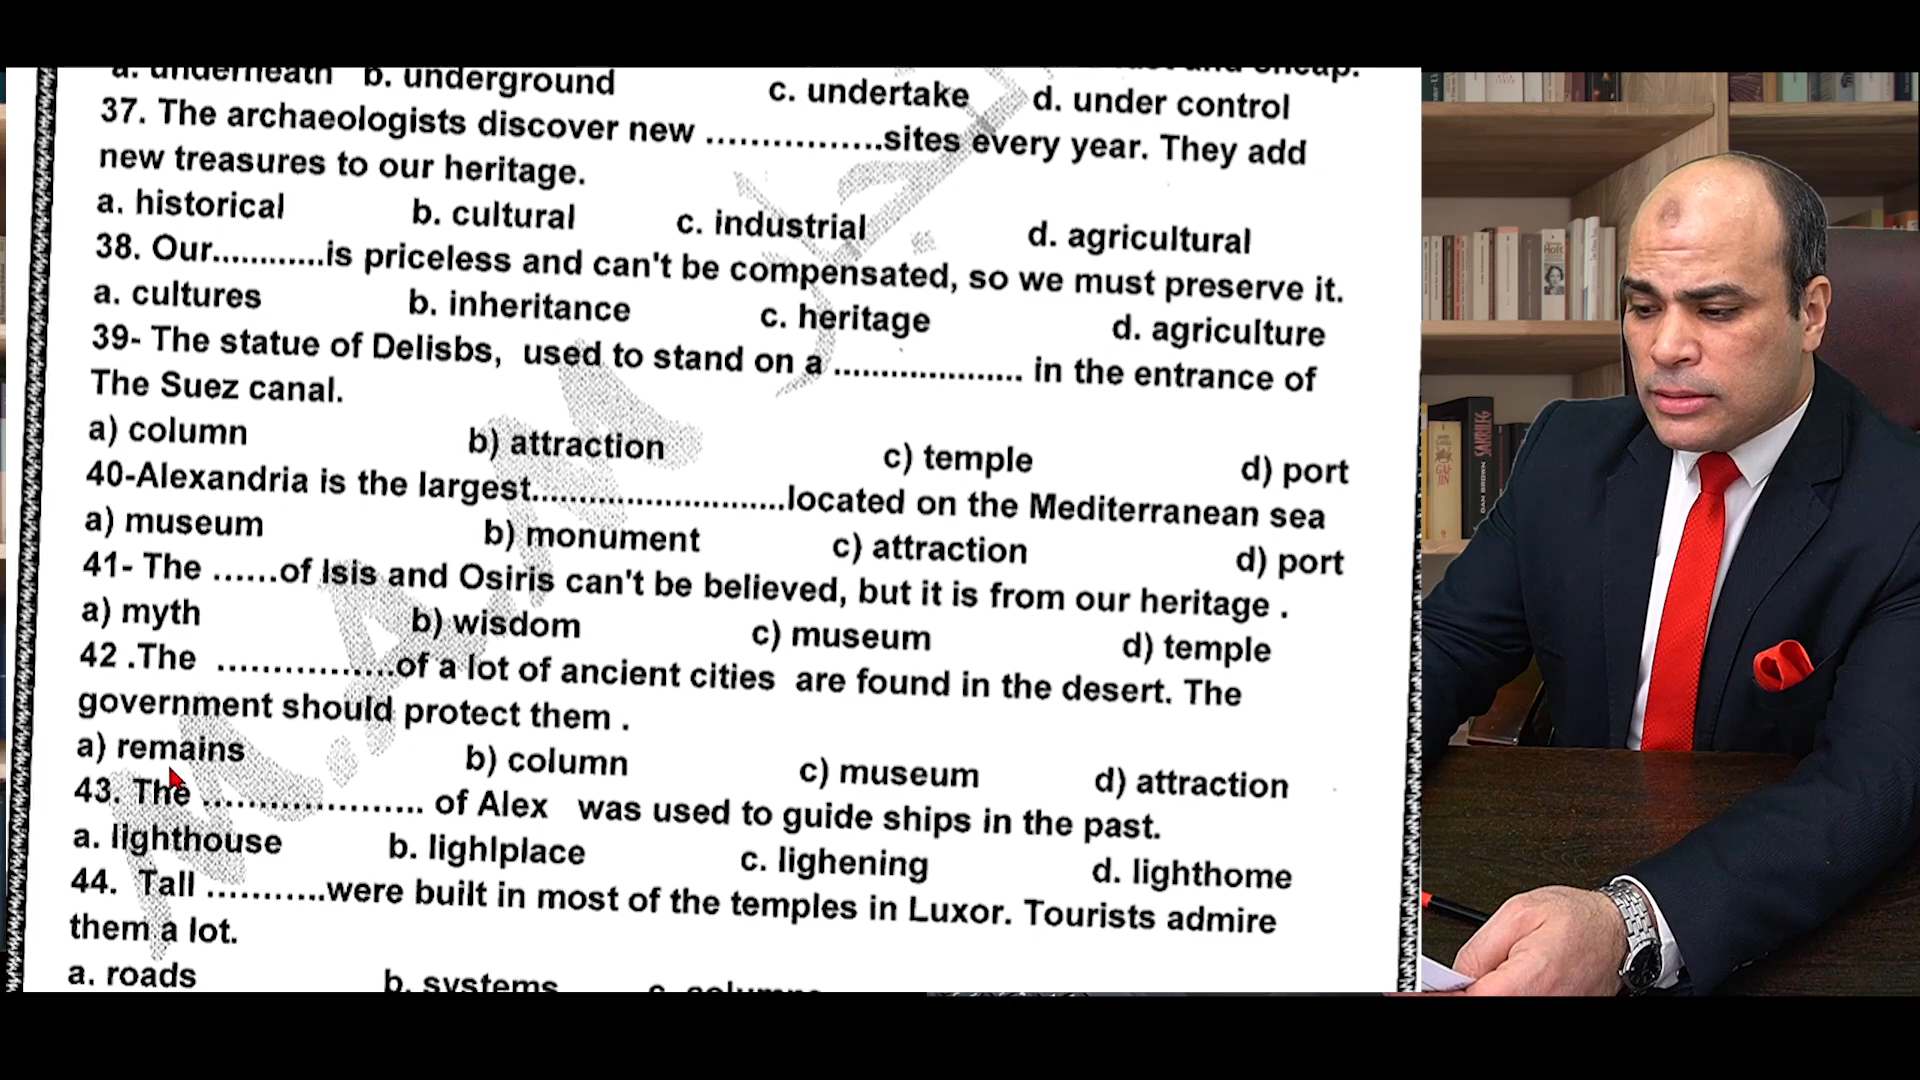 a. underneath b. underground c. undertake d. under control
and cheap.
37. The archaeologists discover new ................sites every year. They add
new treasures to our heritage.
a. historical b. cultural c. industrial d. agricultural
38. Our............is priceless and can't be compensated, so we must preserve it.
a. cultures b. inheritance c. heritage d. agriculture
39- The statue of Delisbs, used to stand on a .................... in the entrance of
The Suez canal.
a) column b) attraction c) temple d) port
40-Alexandria is the largest..........................located on the Mediterranean sea
a) museum b) monument c) attraction d) port
41- The ......of Isis and Osiris can't be believed, but it is from our heritage .
a) myth b) wisdom c) museum d) temple
42 .The ...................of a lot of ancient cities are found in the desert. The
government should protect them .
a) remains b) column c) museum d) attraction
43. The ........................ of Alex was used to guide ships in the past.
a. lighthouse b. lighlplace c. lighening d. lighthome
44. Tall ...........were built in most of the temples in Luxor. Tourists admire
them a lot.
a. roads b. systems c. columns
SAKRILEG
DAN BROWN